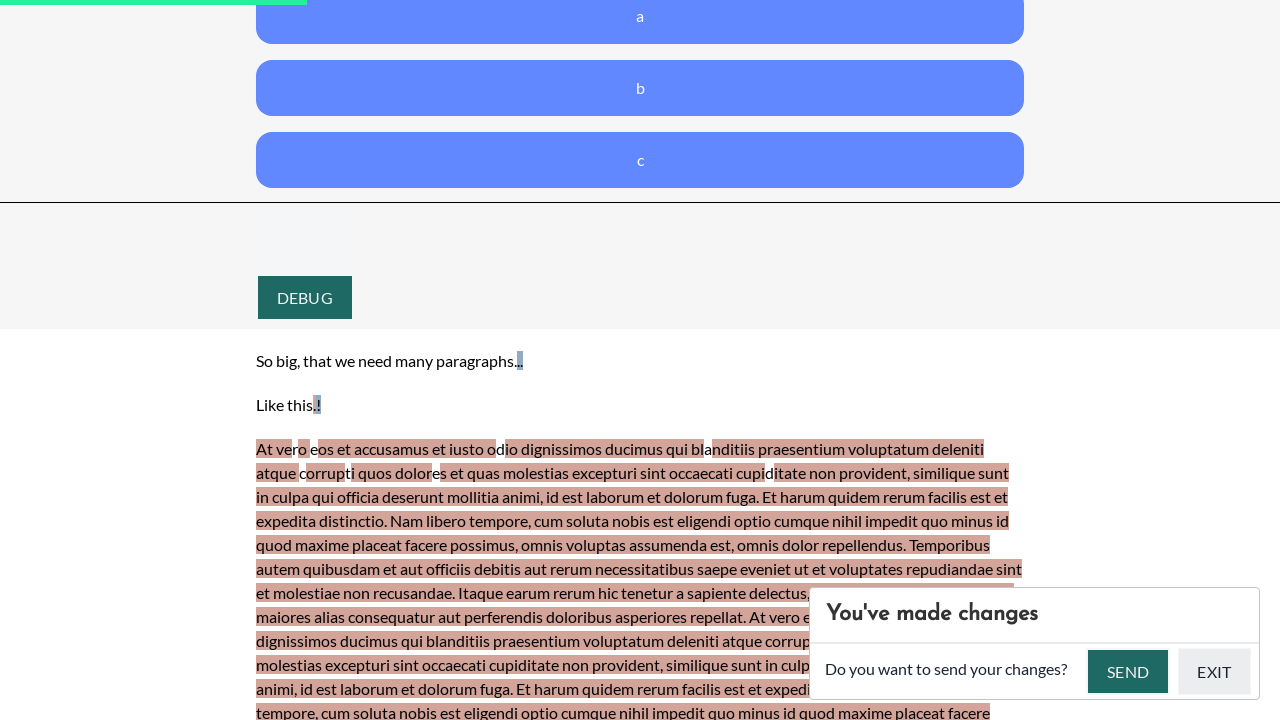 a
b
c
DEBUG
So big, that we need many paragraphs...
Like this.!
At vero eos et accusamus et iusto odio dignissimos ducimus qui blanditiis praesentium voluptatum deleniti
atque corrupti quos dolores et quas molestias excepturi sint occaecati cupiditate non provident, similique sunt
in culpa qui officia deserunt mollitia animi, id est laborum et dolorum fuga. Et harum quidem rerum facilis est et
expedita distinctio. Nam libero tempore, cum soluta nobis est eligendi optio cumque nihil impedit quo minus id
quod maxime placeat facere possimus, omnis voluptas assumenda est, omnis dolor repellendus. Temporibus
autem quibusdam et aut officiis debitis aut rerum necessitatibus saepe eveniet ut et voluptates repudiandae sint
et molestiae non recusandae. Itaque earum rerum hic tenetur a sapiente delectus,
maiores alias consequatur aut perferendis doloribus asperiores repellat. At vero e
dignissimos ducimus qui blanditiis praesentium voluptatum deleniti atque corrup
molestias excepturi sint occaecati cupiditate non provident, similique sunt in culp
animi, id est laborum et dolorum fuga. Et harum quidem rerum facilis est et expedi
tempore, cum soluta nobis est eligendi optio cumque nihil impedit quo minus id quod maxime placeat facere
You've made changes
Do you want to send your changes?
SEND
EXIT